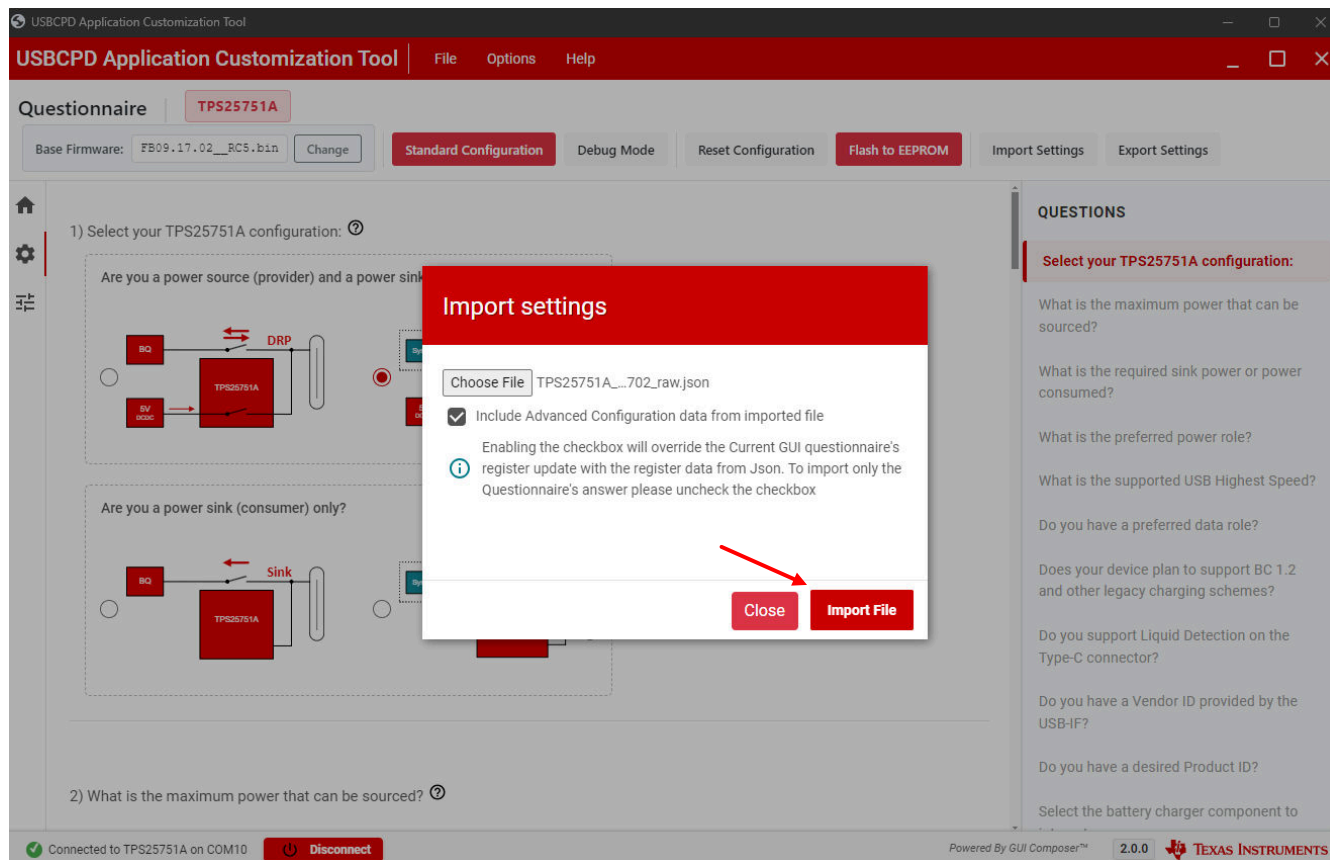 USBCPD Application Customization Tool
USBCPD Application Customization Tool
File
Options
Help
Questionnaire
TPS25751A
Base Firmware:
FB09.17.02__RC5.bin
Change
Standard Configuration
Debug Mode
Reset Configuration
Flash to EEPROM
Import Settings
Export Settings
1) Select your TPS25751A configuration:
Are you a power source (provider) and a power sink
BQ
DRP
TPS25751A
5V
DCDC
Are you a power sink (consumer) only?
BQ
Sink
TPS25751A
2) What is the maximum power that can be sourced?
Import settings
Choose File TPS25751A_...702_raw.json
Include Advanced Configuration data from imported file
Enabling the checkbox will override the Current GUI questionnaire's
register update with the register data from Json. To import only the
Questionnaire's answer please uncheck the checkbox
Close
Import File
QUESTIONS
Select your TPS25751A configuration:
What is the maximum power that can be
sourced?
What is the required sink power or power
consumed?
What is the preferred power role?
What is the supported USB Highest Speed?
Do you have a preferred data role?
Does your device plan to support BC 1.2
and other legacy charging schemes?
Do you support Liquid Detection on the
Type-C connector?
Do you have a Vendor ID provided by the
USB-IF?
Do you have a desired Product ID?
Select the battery charger component to
Connected to TPS25751A on COM10
Disconnect
Powered By GUI Composer™
2.0.0
TEXAS INSTRUMENTS